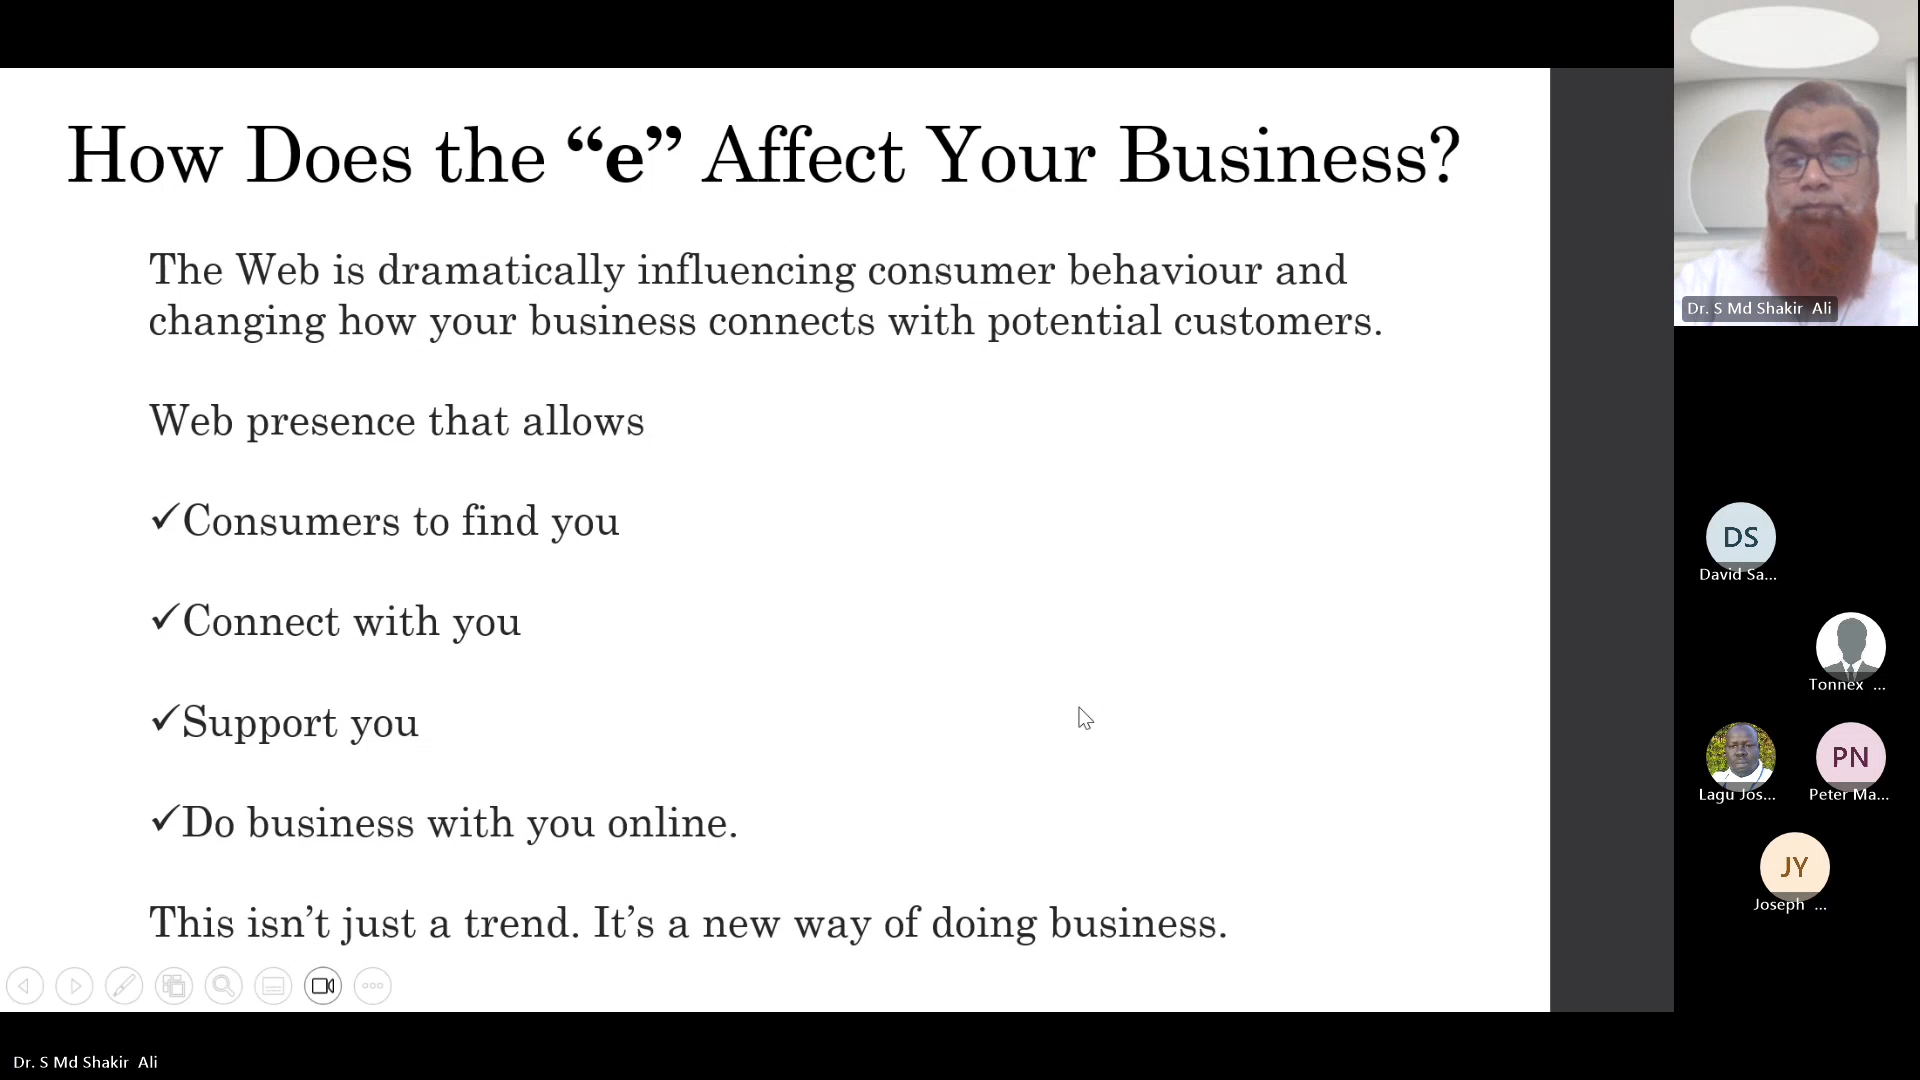 How Does the “e” Affect Your Business?
The Web is dramatically influencing consumer behaviour and
changing how your business connects with potential customers.
Web presence that allows
✓Consumers to find you
✓Connect with you
✓Support you
✓Do business with you online.
This isn’t just a trend. It’s a new way of doing business.
Dr. S Md Shakir Ali
DS
David Sa...
Tonnex ...
Lagu Jos...
PN
Peter Ma...
JY
Joseph ...
Dr. S Md Shakir Ali